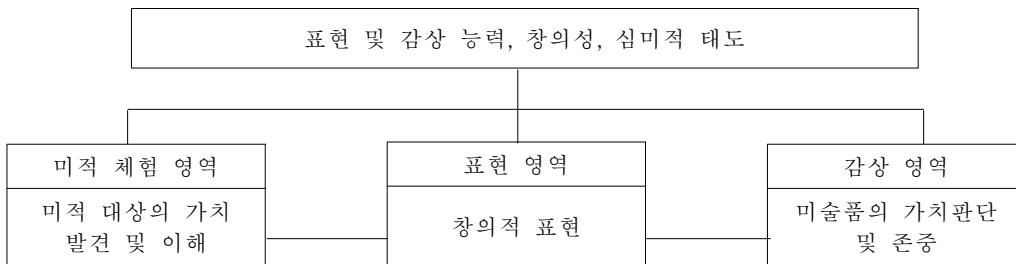 표현 및 감상 능력, 창의성, 심미적 태도
미적 체험 영역
미적 대상의 가치
발견 및 이해
표현 영역
창의적 표현
감상 영역
미술품의 가치판단
및 존중